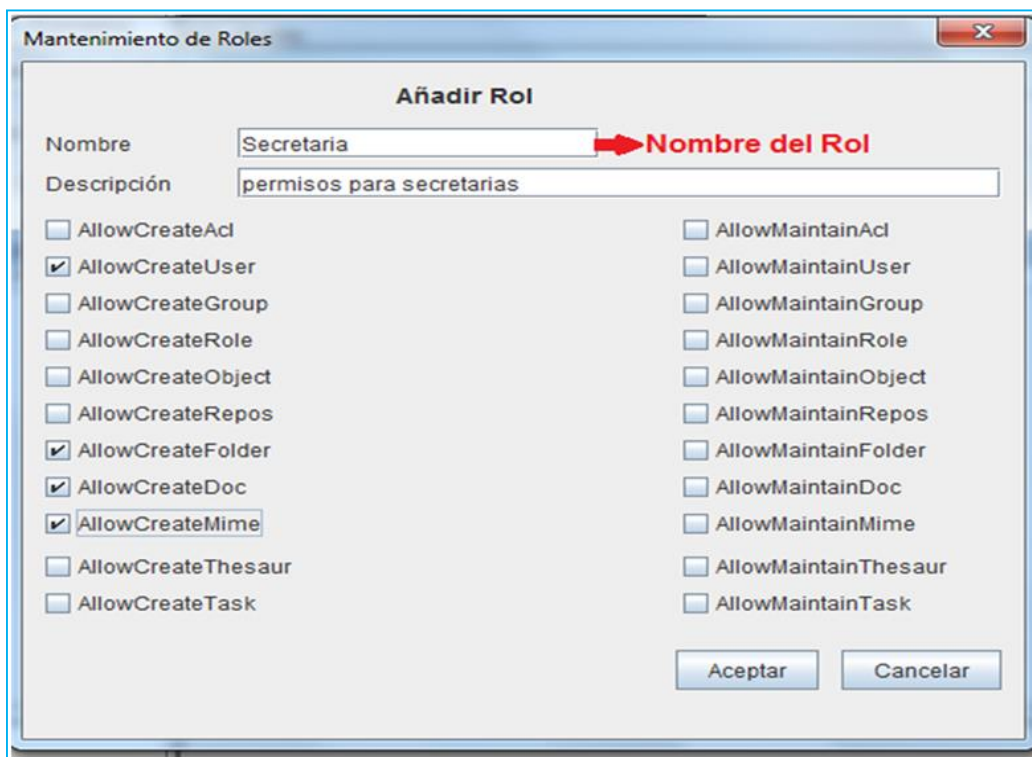 Mantenimiento de Roles
Añadir Rol
Nombre Secretaria Nombre del Rol
Descripción permisos para secretarias
AllowCreateAcl AllowMaintainAcl
AllowCreateUser AllowMaintainUser
AllowCreateGroup AllowMaintainGroup
AllowCreateRole AllowMaintainRole
AllowCreateObject AllowMaintainObject
AllowCreateRepos AllowMaintainRepos
AllowCreateFolder AllowMaintainFolder
AllowCreateDoc AllowMaintainDoc
AllowCreateMime AllowMaintainMime
AllowCreateThesaur AllowMaintainThesaur
AllowCreateTask AllowMaintainTask
Aceptar Cancelar